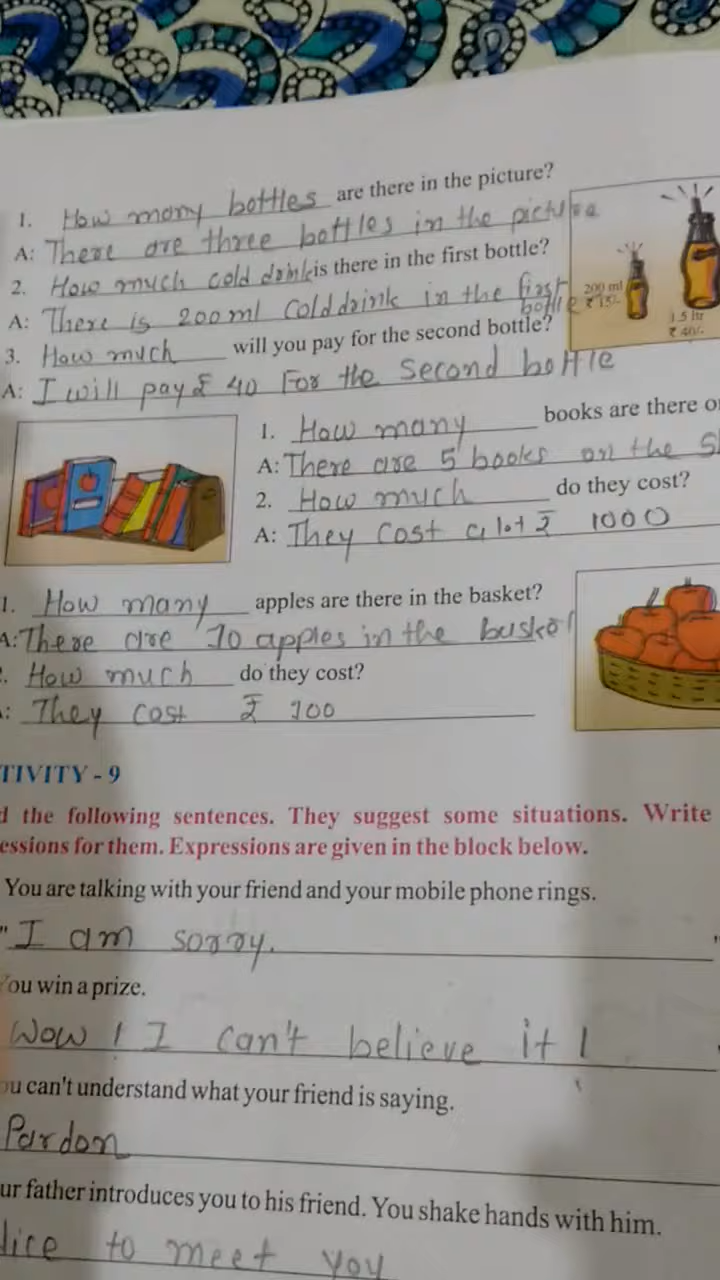 1. How many bottles are there in the picture?
A: There are three bottles in the picture
2. How much cold drink is there in the first bottle?
A: There is 200 ml Cold drink in the first bottle
200 ml
₹ 15/-
1.5 ltr
₹ 40/-
3. How much will you pay for the second bottle?
A: I will pay ₹ 40 For the second bottle
1. How many books are there
A: There are 5 books on the
2. How much do they cost?
A: They cost a lot ₹ 1000
1. How many apples are there in the basket?
A: There are 10 apples in the basket
. How much do they cost?
: They cost ₹ 100
TIVITY - 9
the following sentences. They suggest some situations. Write
essions for them. Expressions are given in the block below.
You are talking with your friend and your mobile phone rings.
"I am sorry."
You win a prize.
Wow! I can't believe it!
ou can't understand what your friend is saying.
Pardon
ur father introduces you to his friend. You shake hands with him.
Nice to meet you